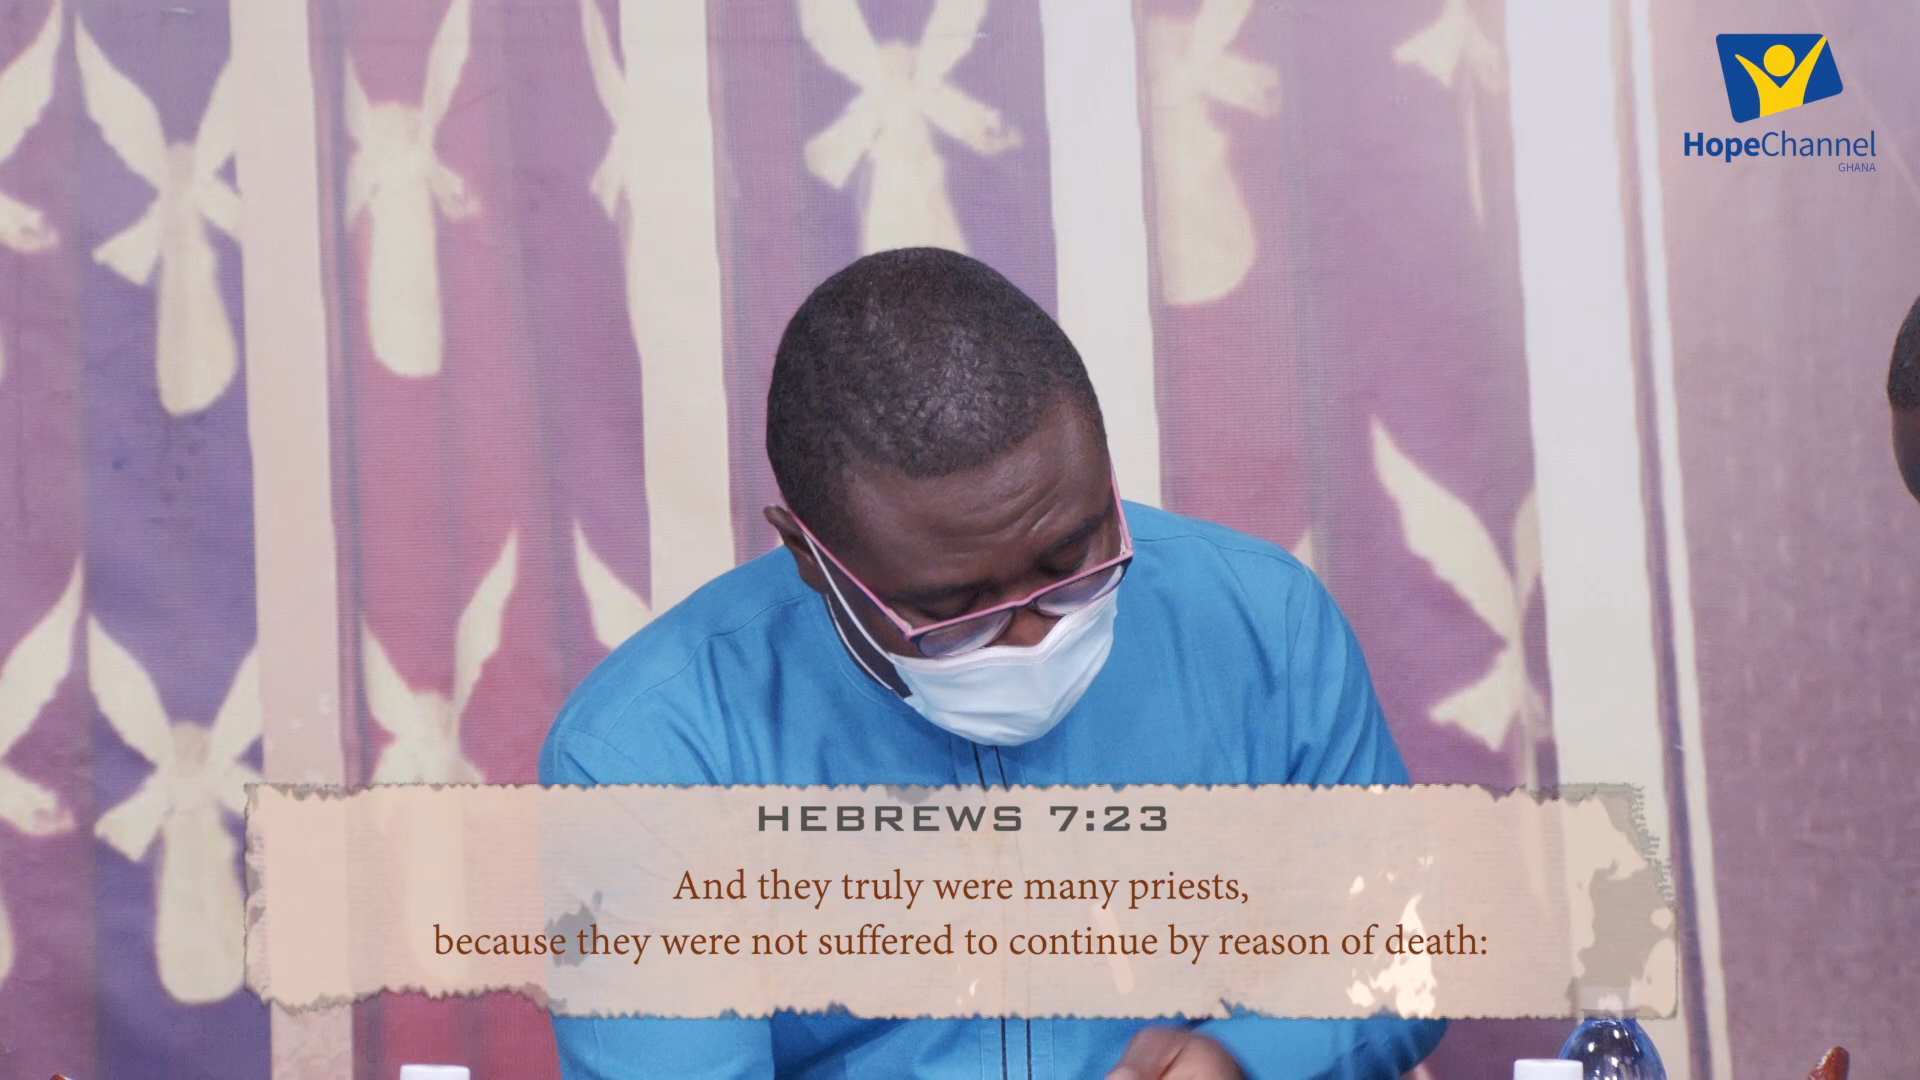 HopeChannel
GHANA
HEBREWS 7:23
And they truly were many priests,
because they were not suffered to continue by reason of death: